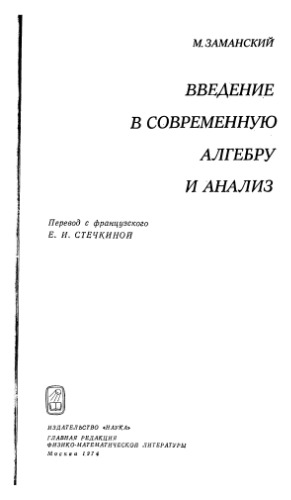 М. ЗАМАНСКИЙ
ВВЕДЕНИЕ
В СОВРЕМЕННУЮ
АЛГЕБРУ
И АНАЛИЗ
Перевод с французского
Е. И. СТЕЧКИНОЙ
ИЗДАТЕЛЬСТВО «НАУКА»
ГЛАВНАЯ РЕДАКЦИЯ
ФИЗИКО-МАТЕМАТИЧЕСКОЙ ЛИТЕРАТУРЫ
Москва 1974